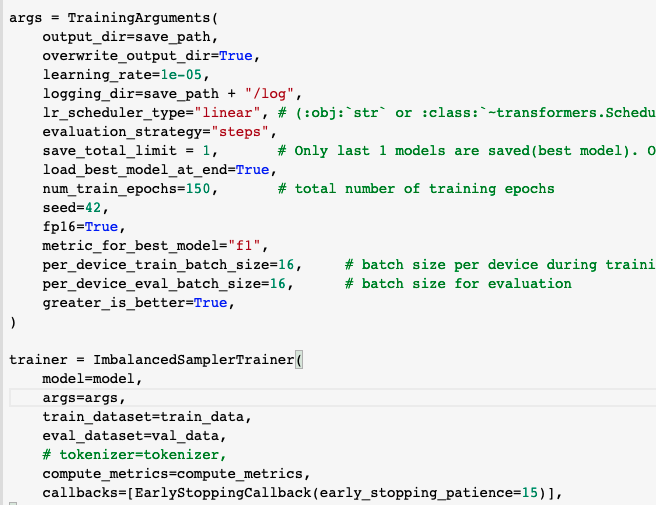 args = TrainingArguments(
    output_dir=save_path,
    overwrite_output_dir=True,
    learning_rate=1e-05,
    logging_dir=save_path + "/log",
    lr_scheduler_type="linear", # (:obj:`str` or :class:`~transformers.Schedu
    evaluation_strategy="steps",
    save_total_limit = 1,       # Only last 1 models are saved(best model). O
    load_best_model_at_end=True,
    num_train_epochs=150,       # total number of training epochs
    seed=42,
    fp16=True,
    metric_for_best_model="f1",
    per_device_train_batch_size=16,     # batch size per device during traini
    per_device_eval_batch_size=16,      # batch size for evaluation
    greater_is_better=True,
)

trainer = ImbalancedSamplerTrainer(
    model=model,
    args=args,
    train_dataset=train_data,
    eval_dataset=val_data,
    # tokenizer=tokenizer,
    compute_metrics=compute_metrics,
    callbacks=[EarlyStoppingCallback(early_stopping_patience=15)],